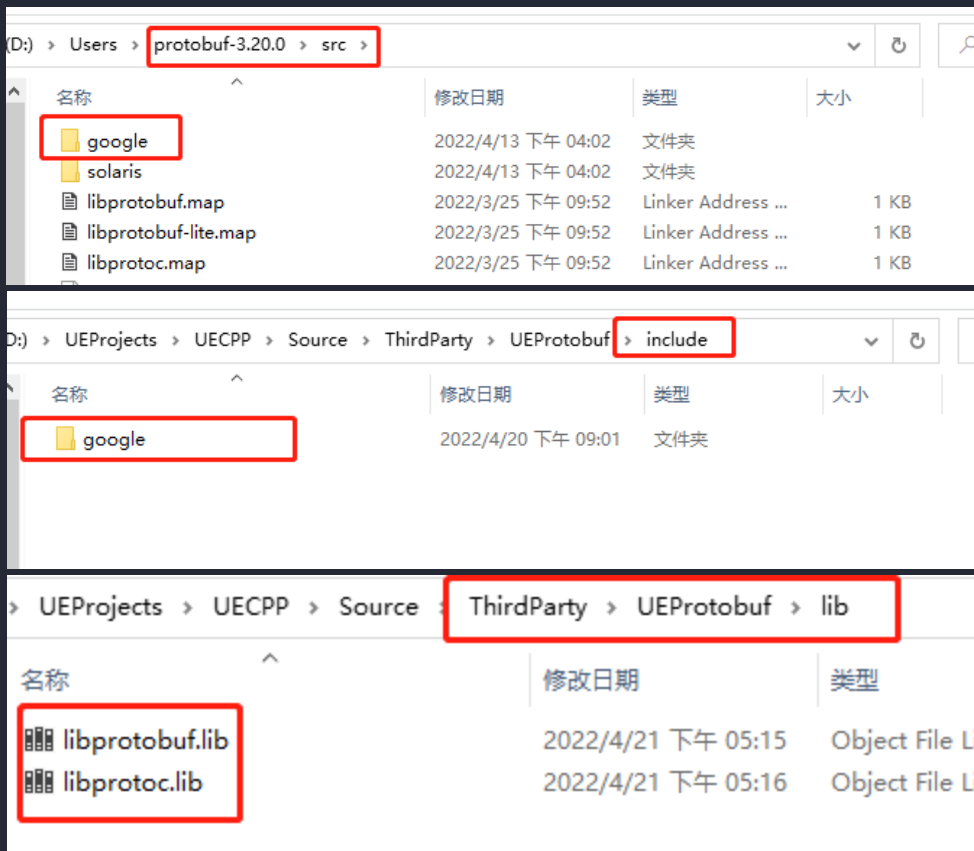 (D:) › Users › protobuf-3.20.0 › src ›
名称 修改日期 类型 大小
google 2022/4/13 下午 04:02 文件夹
solaris 2022/4/13 下午 04:02 文件夹
libprotobuf.map 2022/3/25 下午 09:52 Linker Address ... 1 KB
libprotobuf-lite.map 2022/3/25 下午 09:52 Linker Address ... 1 KB
libprotoc.map 2022/3/25 下午 09:52 Linker Address ... 1 KB
D:) › UEProjects › UECPP › Source › ThirdParty › UEProtobuf › include
名称 修改日期 类型 大小
google 2022/4/20 下午 09:01 文件夹
› UEProjects › UECPP › Source › ThirdParty › UEProtobuf › lib
名称 修改日期 类型
libprotobuf.lib 2022/4/21 下午 05:15 Object File Li
libprotoc.lib 2022/4/21 下午 05:16 Object File Li